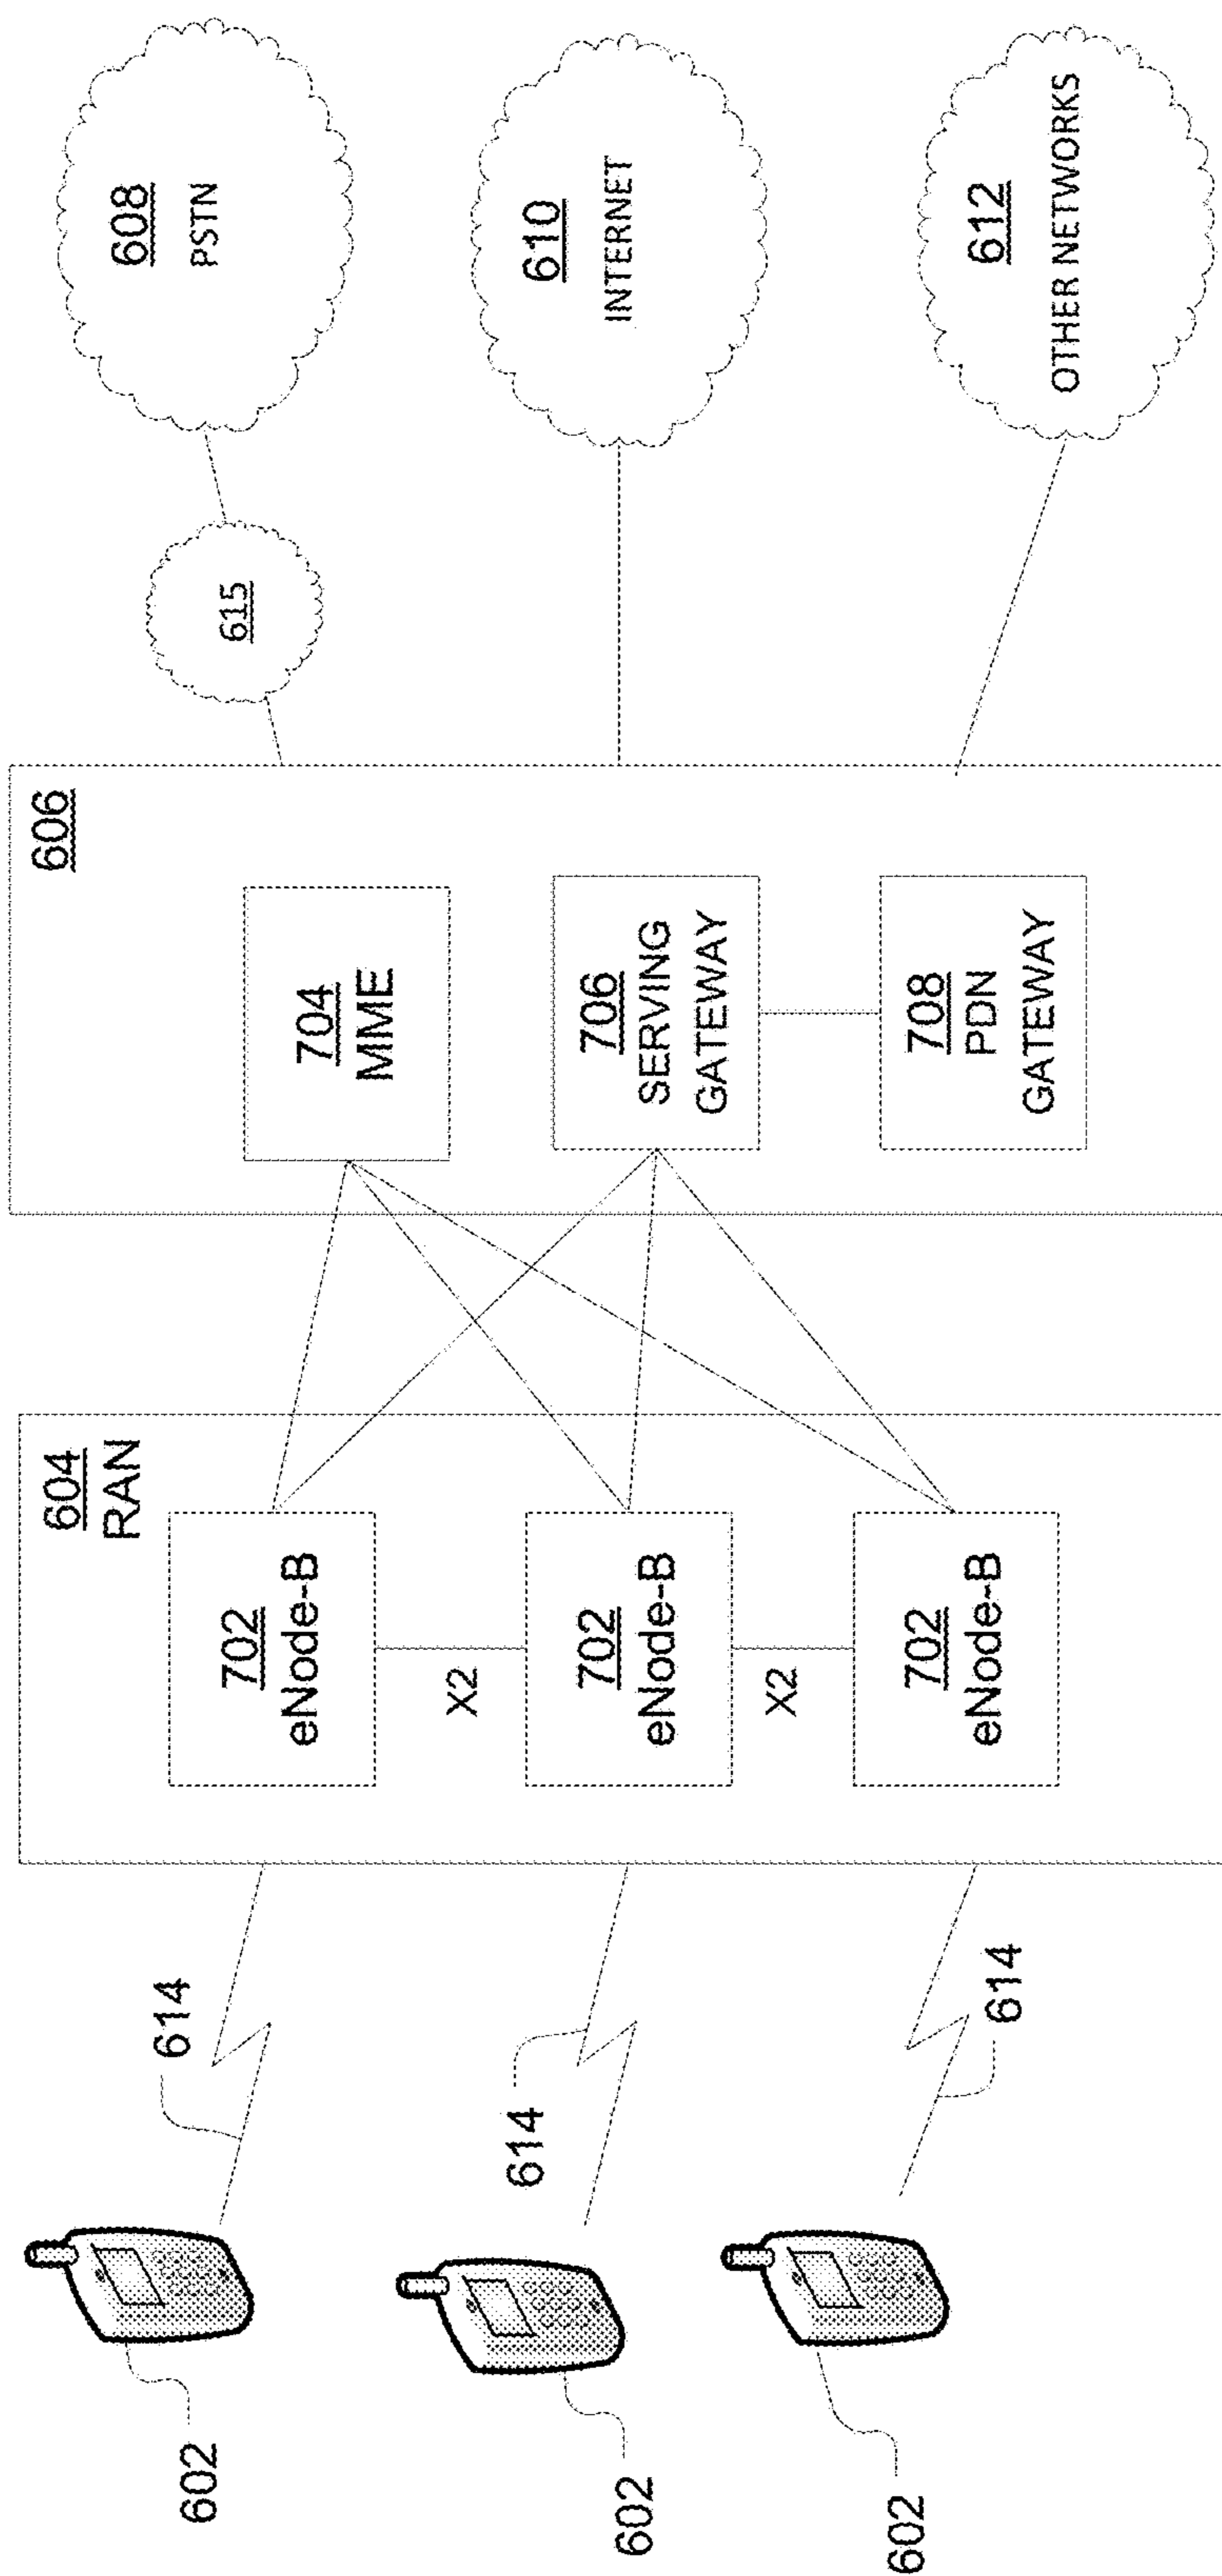 602
602
602
614
614
614
604
RAN
702
eNode-B
X2
702
eNode-B
X2
702
eNode-B
606
704
MME
706
SERVING
GATEWAY
708
PDN
GATEWAY
615
608
PSTN
610
INTERNET
612
OTHER NETWORKS